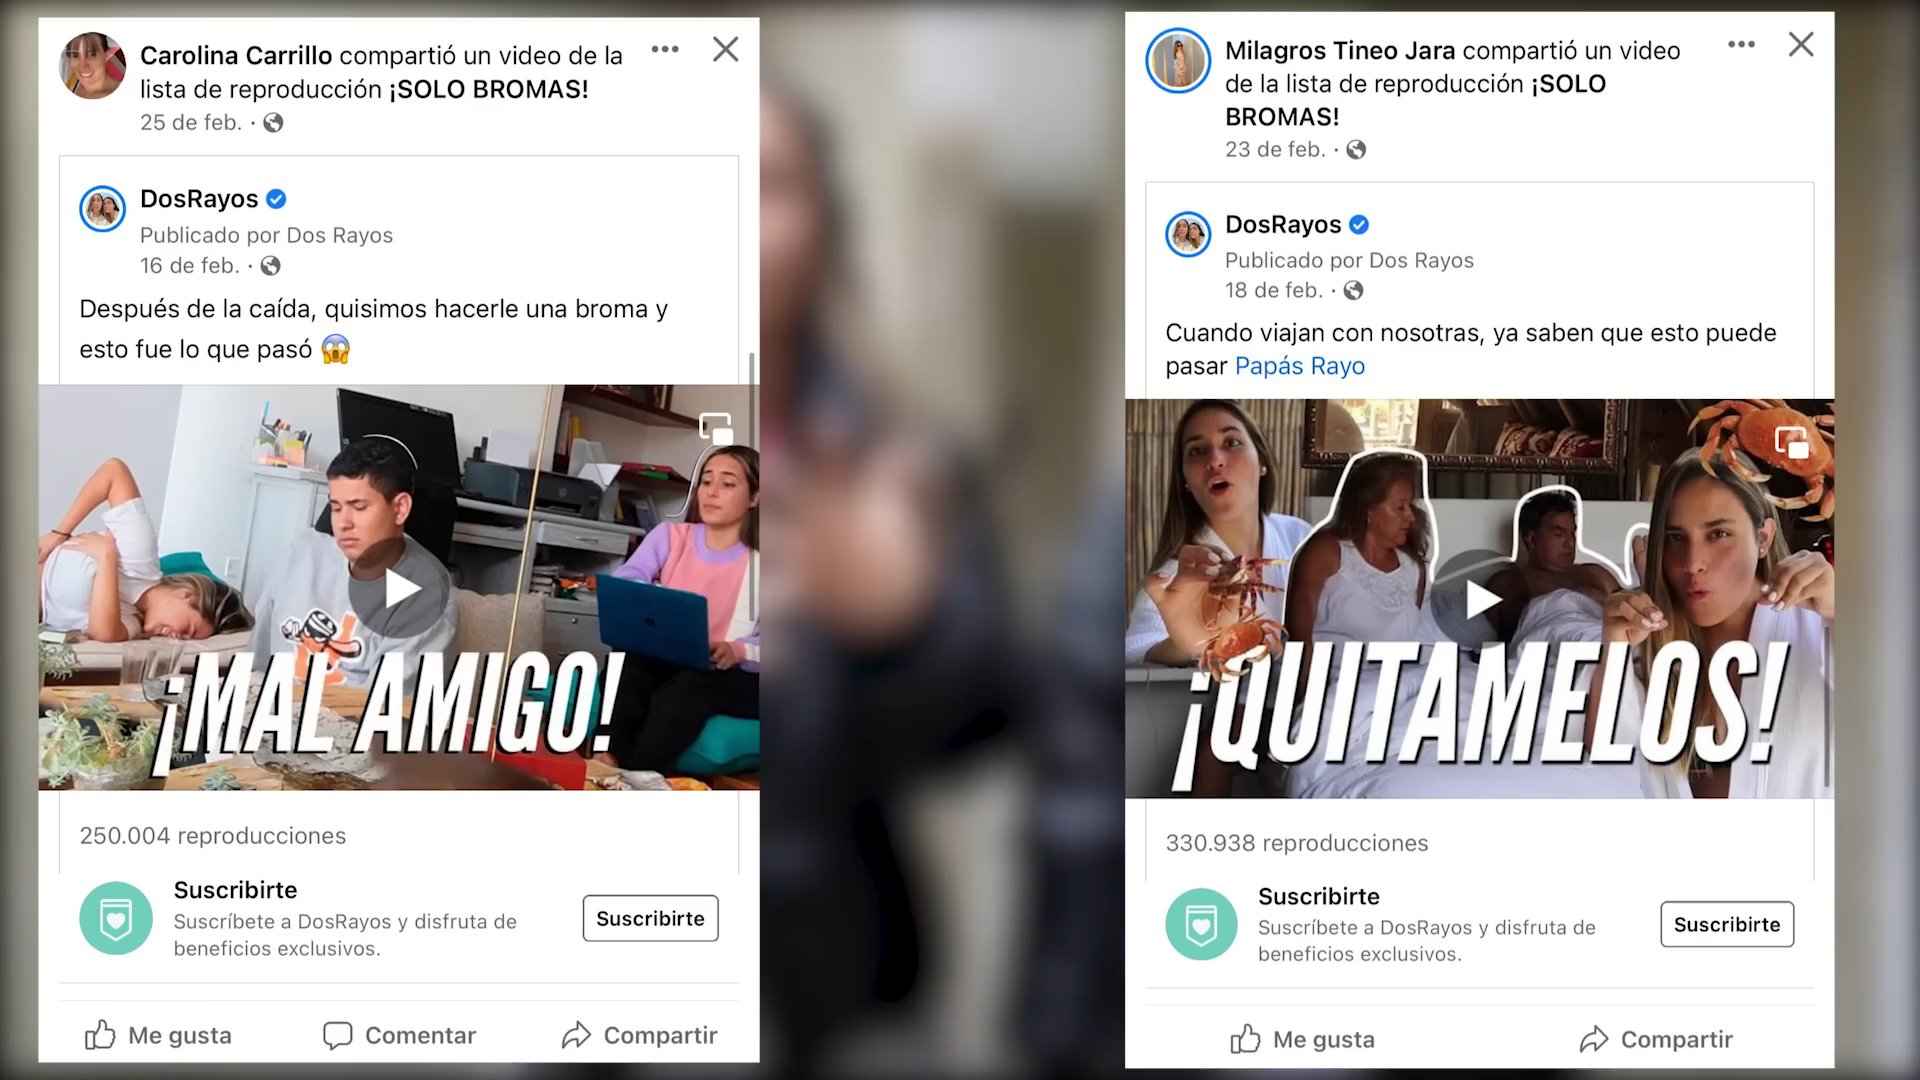 Carolina Carrillo compartió un video de la
lista de reproducción ¡SOLO BROMAS!
25 de feb. ·
DosRayos
Publicado por Dos Rayos
16 de feb. ·
Después de la caída, quisimos hacerle una broma y
esto fue lo que pasó 😱
¡MAL AMIGO!
250.004 reproducciones
Suscribirte
Suscríbete a DosRayos y disfruta de
beneficios exclusivos.
Suscribirte
Me gusta
Comentar
Compartir
Milagros Tineo Jara compartió un video
de la lista de reproducción ¡SOLO
BROMAS!
23 de feb. ·
DosRayos
Publicado por Dos Rayos
18 de feb. ·
Cuando viajan con nosotras, ya saben que esto puede
pasar Papás Rayo
¡QUITAMELOS!
330.938 reproducciones
Suscribirte
Suscríbete a DosRayos y disfruta de
beneficios exclusivos.
Suscribirte
Me gusta
Compartir